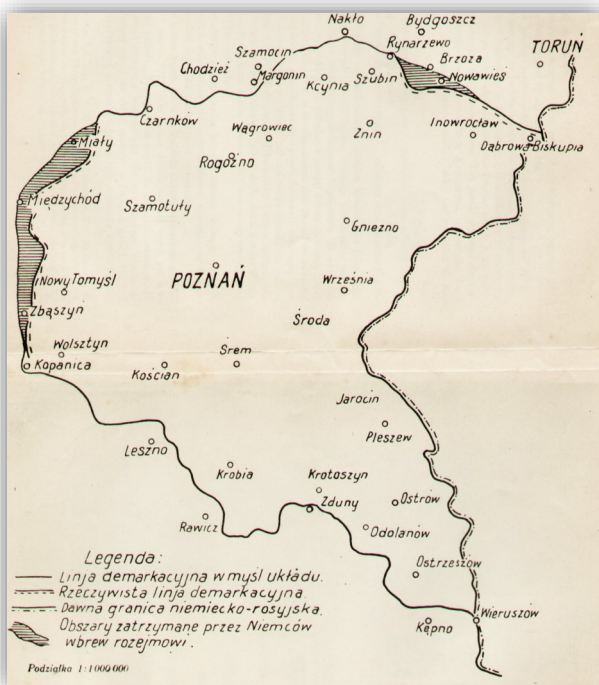 Nakło
Bydgoszcz
TORUŃ
Szamocin
Rynarzewo
Brzoza
Chodzież
Margonin
Kcynia
Szubin
Nowawieś
Czarnków
Wągrowiec
Żnin
Inowrocław
Dąbrowa-Biskupia
Miały
Rogoźno
Międzychód
Szamotuły
Gniezno
POZNAŃ
Nowy Tomyśl
Września
Zbąszyń
Środa
Wolsztyn
Kopanica
Kościan
Śrem
Jarocin
Pleszew
Leszno
Krobia
Krotoszyn
Zduny
Ostrów
Rawicz
Odolanów
Ostrzeszów
Kępno
Wieruszów
Legenda:
Linja demarkacyjna w myśl układu.
Rzeczywista linja demarkacyjna.
Dawna granica niemiecko-rosyjska.
Obszary zatrzymane przez Niemców
wbrew rozejmowi.
Podziałka 1:1 000 000